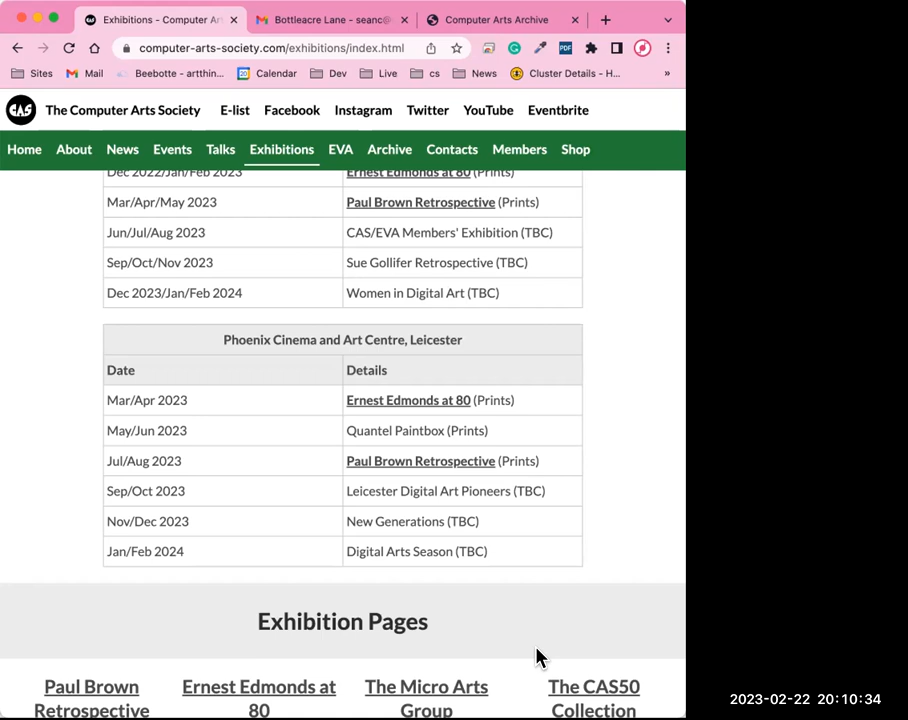 Exhibitions - Computer Ar
Bottleacre Lane - seanc@
Computer Arts Archive
computer-arts-society.com/exhibitions/index.html
Sites Mail Beebotte - artthin... Calendar Dev Live cs News Cluster Details - H... »
CAS The Computer Arts Society E-list Facebook Instagram Twitter YouTube Eventbrite
Home About News Events Talks Exhibitions EVA Archive Contacts Members Shop
Dec 2022/Jan/Feb 2023 Ernest Edmonds at 80 (Prints)
Mar/Apr/May 2023 Paul Brown Retrospective (Prints)
Jun/Jul/Aug 2023 CAS/EVA Members' Exhibition (TBC)
Sep/Oct/Nov 2023 Sue Gollifer Retrospective (TBC)
Dec 2023/Jan/Feb 2024 Women in Digital Art (TBC)
Phoenix Cinema and Art Centre, Leicester
Date Details
Mar/Apr 2023 Ernest Edmonds at 80 (Prints)
May/Jun 2023 Quantel Paintbox (Prints)
Jul/Aug 2023 Paul Brown Retrospective (Prints)
Sep/Oct 2023 Leicester Digital Art Pioneers (TBC)
Nov/Dec 2023 New Generations (TBC)
Jan/Feb 2024 Digital Arts Season (TBC)
Exhibition Pages
Paul Brown
Retrospective
Ernest Edmonds at
80
The Micro Arts
Group
The CAS50
Collection
2023-02-22 20:10:34